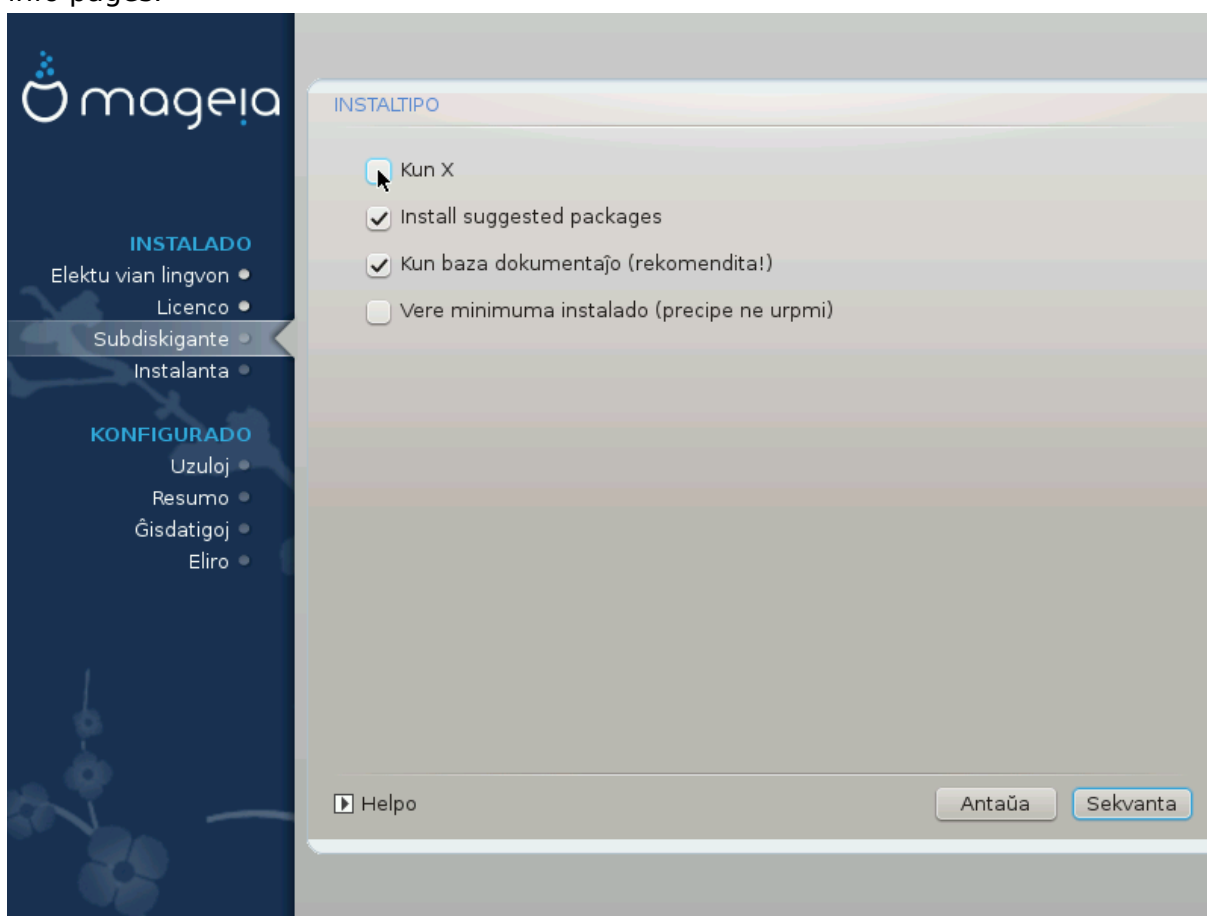 info pages.
mageia
INSTALADO
Elektu vian lingvon
Licenco
Subdiskigante
Instalanta
KONFIGURADO
Uzuloj
Resumo
Ĝisdatigoj
Eliro
INSTALTIPO
Kun X
Install suggested packages
Kun baza dokumentaĵo (rekomendita!)
Vere minimuma instalado (precipe ne urpmi)
Helpo
Antaŭa
Sekvanta